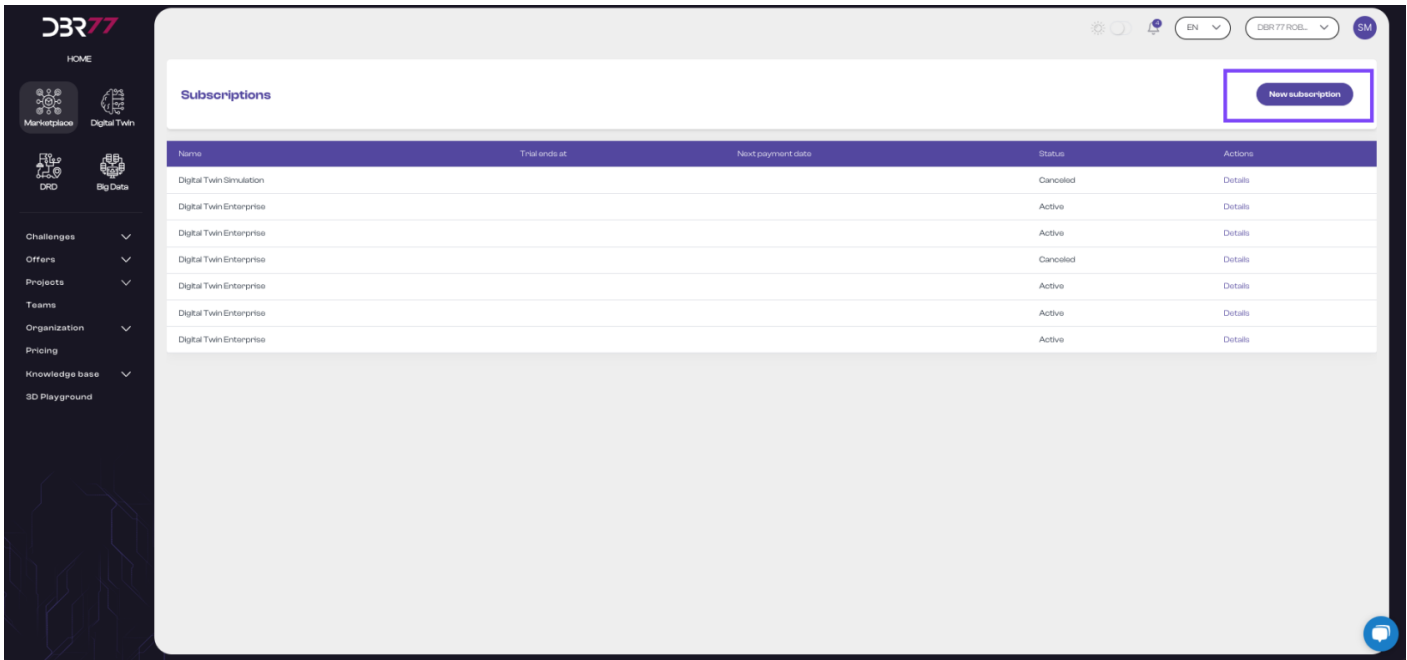 DBR77
HOME
Marketplace
Digital Twin
DRD
Big Data
Challenges
Offers
Projects
Teams
Organization
Pricing
Knowledge base
3D Playground
4
EN
DBR77 ROB...
SM
Subscriptions
New subscription
Name Trial ends at Next payment date Status Actions
Digital Twin Simulation Canceled Details
Digital Twin Enterprise Active Details
Digital Twin Enterprise Active Details
Digital Twin Enterprise Canceled Details
Digital Twin Enterprise Active Details
Digital Twin Enterprise Active Details
Digital Twin Enterprise Active Details